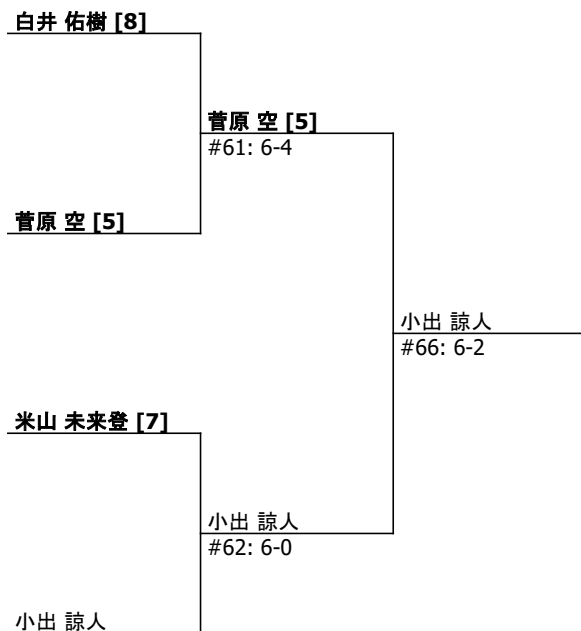 白井 佑樹 [8]
菅原 空 [5]
#61: 6-4
菅原 空 [5]
小出 諒人
#66: 6-2
米山 未来登 [7]
小出 諒人
#62: 6-0
小出 諒人